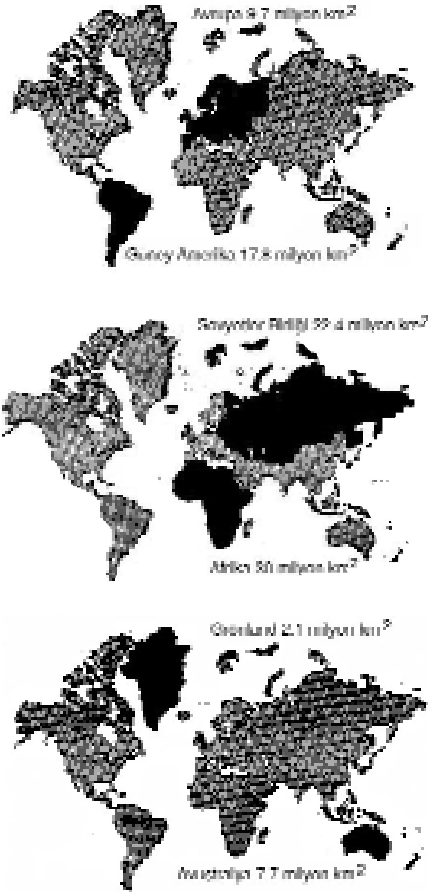 Avrupa 9.7 milyon km²
Guney Amerika 17.8 milyon km²
Sovyetler Birliği 22.4 milyon km²
Afrika 30 milyon km²
Grönland 2.1 milyon km²
Avustralya 7.7 milyon km²